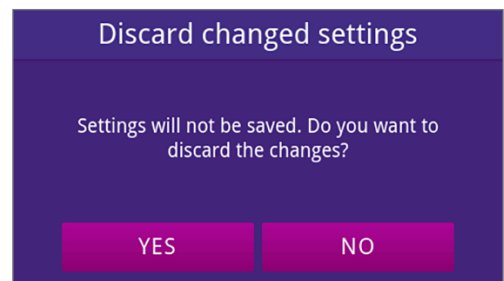 Discard changed settings
Settings will not be saved. Do you want to
discard the changes?
YES
NO